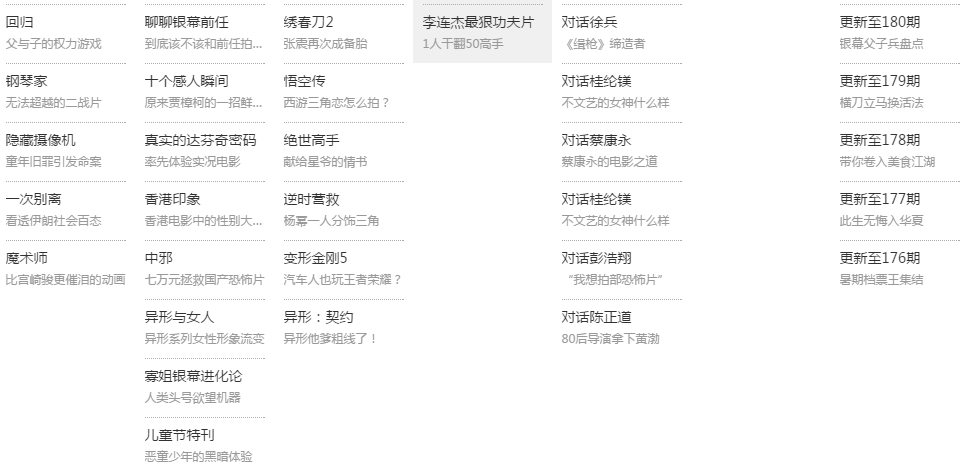 回归
父与子的权力游戏
钢琴家
无法超越的二战片
隐藏摄像机
童年旧罪引发命案
一次别离
看透伊朗社会百态
魔术师
比宫崎骏更催泪的动画
聊聊银幕前任
到底该不该和前任拍...
十个感人瞬间
原来贾樟柯的一招鲜...
真实的达芬奇密码
率先体验实况电影
香港印象
香港电影中的性别大...
中邪
七万元拯救国产恐怖片
异形与女人
异形系列女性形象流变
寡姐银幕进化论
人类头号欲望机器
儿童节特刊
恶童少年的黑暗体验
绣春刀2
张震再次成备胎
悟空传
西游三角恋怎么拍？
绝世高手
献给星爷的情书
逆时营救
杨幂一人分饰三角
变形金刚5
汽车人也玩王者荣耀？
异形：契约
异形他爹粗线了！
李连杰最狠功夫片
1人干翻50高手
对话徐兵
《缉枪》缔造者
对话桂纶镁
不文艺的女神什么样
对话蔡康永
蔡康永的电影之道
对话桂纶镁
不文艺的女神什么样
对话彭浩翔
“我想拍部恐怖片”
对话陈正道
80后导演拿下黄渤
更新至180期
银幕父子兵盘点
更新至179期
横刀立马换活法
更新至178期
带你卷入美食江湖
更新至177期
此生无悔入华夏
更新至176期
暑期档票王集结